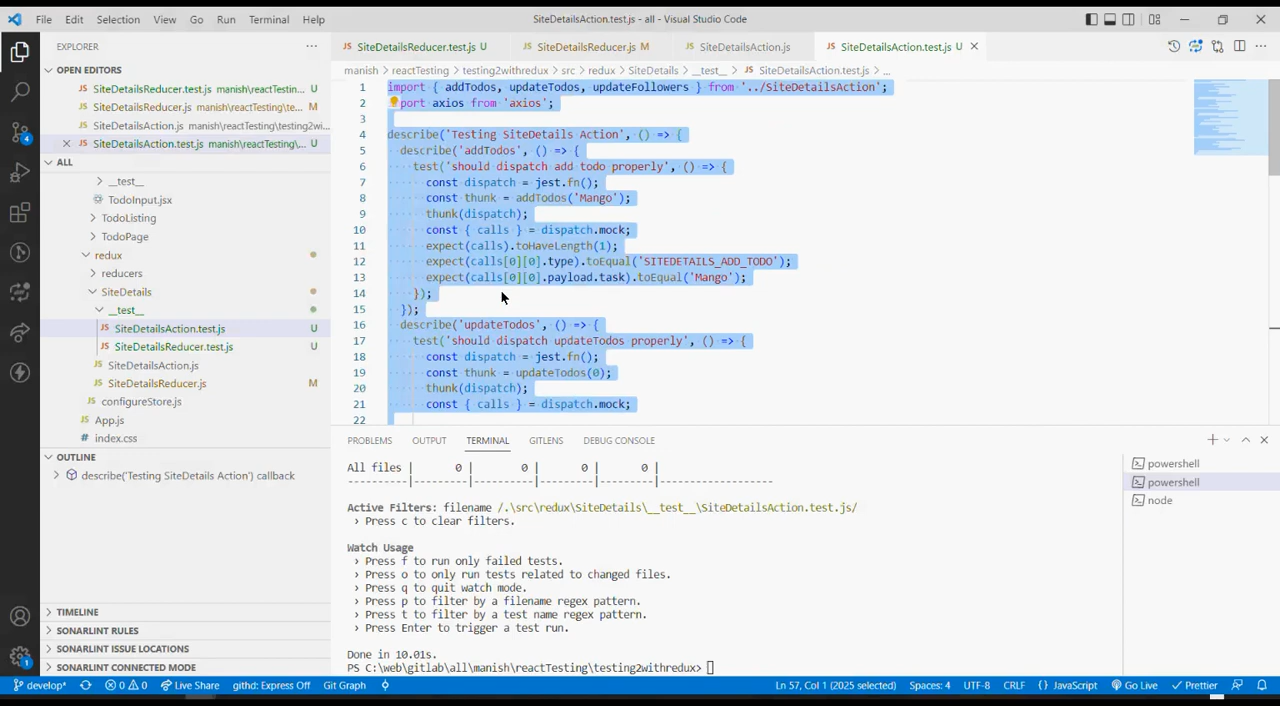 File Edit Selection View Go Run Terminal Help
SiteDetailsAction.test.js - all - Visual Studio Code
EXPLORER
OPEN EDITORS
SiteDetailsReducer.test.js manish\reactTestin... U
SiteDetailsReducer.js manish\reactTesting\te... M
SiteDetailsAction.js manish\reactTesting\testing2wi...
SiteDetailsAction.test.js manish\reactTesting\... U
ALL
__test__
TodoInput.jsx
TodoListing
TodoPage
redux
reducers
SiteDetails
__test__
SiteDetailsAction.test.js U
SiteDetailsReducer.test.js U
SiteDetailsAction.js
SiteDetailsReducer.js M
configureStore.js
App.js
index.css
OUTLINE
describe('Testing SiteDetails Action') callback
TIMELINE
SONARLINT RULES
SONARLINT ISSUE LOCATIONS
SONARLINT CONNECTED MODE
4
1
SiteDetailsReducer.test.js U
SiteDetailsReducer.js M
SiteDetailsAction.js
SiteDetailsAction.test.js U
manish > reactTesting > testing2withredux > src > redux > SiteDetails > __test__ > SiteDetailsAction.test.js > ...
1 import { addTodos, updateTodos, updateFollowers } from '../SiteDetailsAction';
2 port axios from 'axios';
3
4 describe('Testing SiteDetails Action', () => {
5 describe('addTodos', () => {
6 test('should dispatch add todo properly', () => {
7 const dispatch = jest.fn();
8 const thunk = addTodos('Mango');
9 thunk(dispatch);
10 const { calls } = dispatch.mock;
11 expect(calls).toHaveLength(1);
12 expect(calls[0][0].type).toEqual('SITEDETAILS_ADD_TODO');
13 expect(calls[0][0].payload.task).toEqual('Mango');
14 });
15 });
16 describe('updateTodos', () => {
17 test('should dispatch updateTodos properly', () => {
18 const dispatch = jest.fn();
19 const thunk = updateTodos(0);
20 thunk(dispatch);
21 const { calls } = dispatch.mock;
22
PROBLEMS OUTPUT TERMINAL GITLENS DEBUG CONSOLE
All files | 0 | 0 | 0 | 0 |
----------|---------|----------|---------|---------|-------------------
Active Filters: filename /.\src\redux\SiteDetails\__test__\SiteDetailsAction.test.js/
› Press c to clear filters.
Watch Usage
› Press f to run only failed tests.
› Press o to only run tests related to changed files.
› Press q to quit watch mode.
› Press p to filter by a filename regex pattern.
› Press t to filter by a test name regex pattern.
› Press Enter to trigger a test run.
Done in 10.01s.
PS C:\web\gitlab\all\manish\reactTesting\testing2withredux>
powershell
powershell
node
develop* 0 0 Live Share githd: Express Off Git Graph Ln 57, Col 1 (2025 selected) Spaces: 4 UTF-8 CRLF { } JavaScript Go Live Prettier